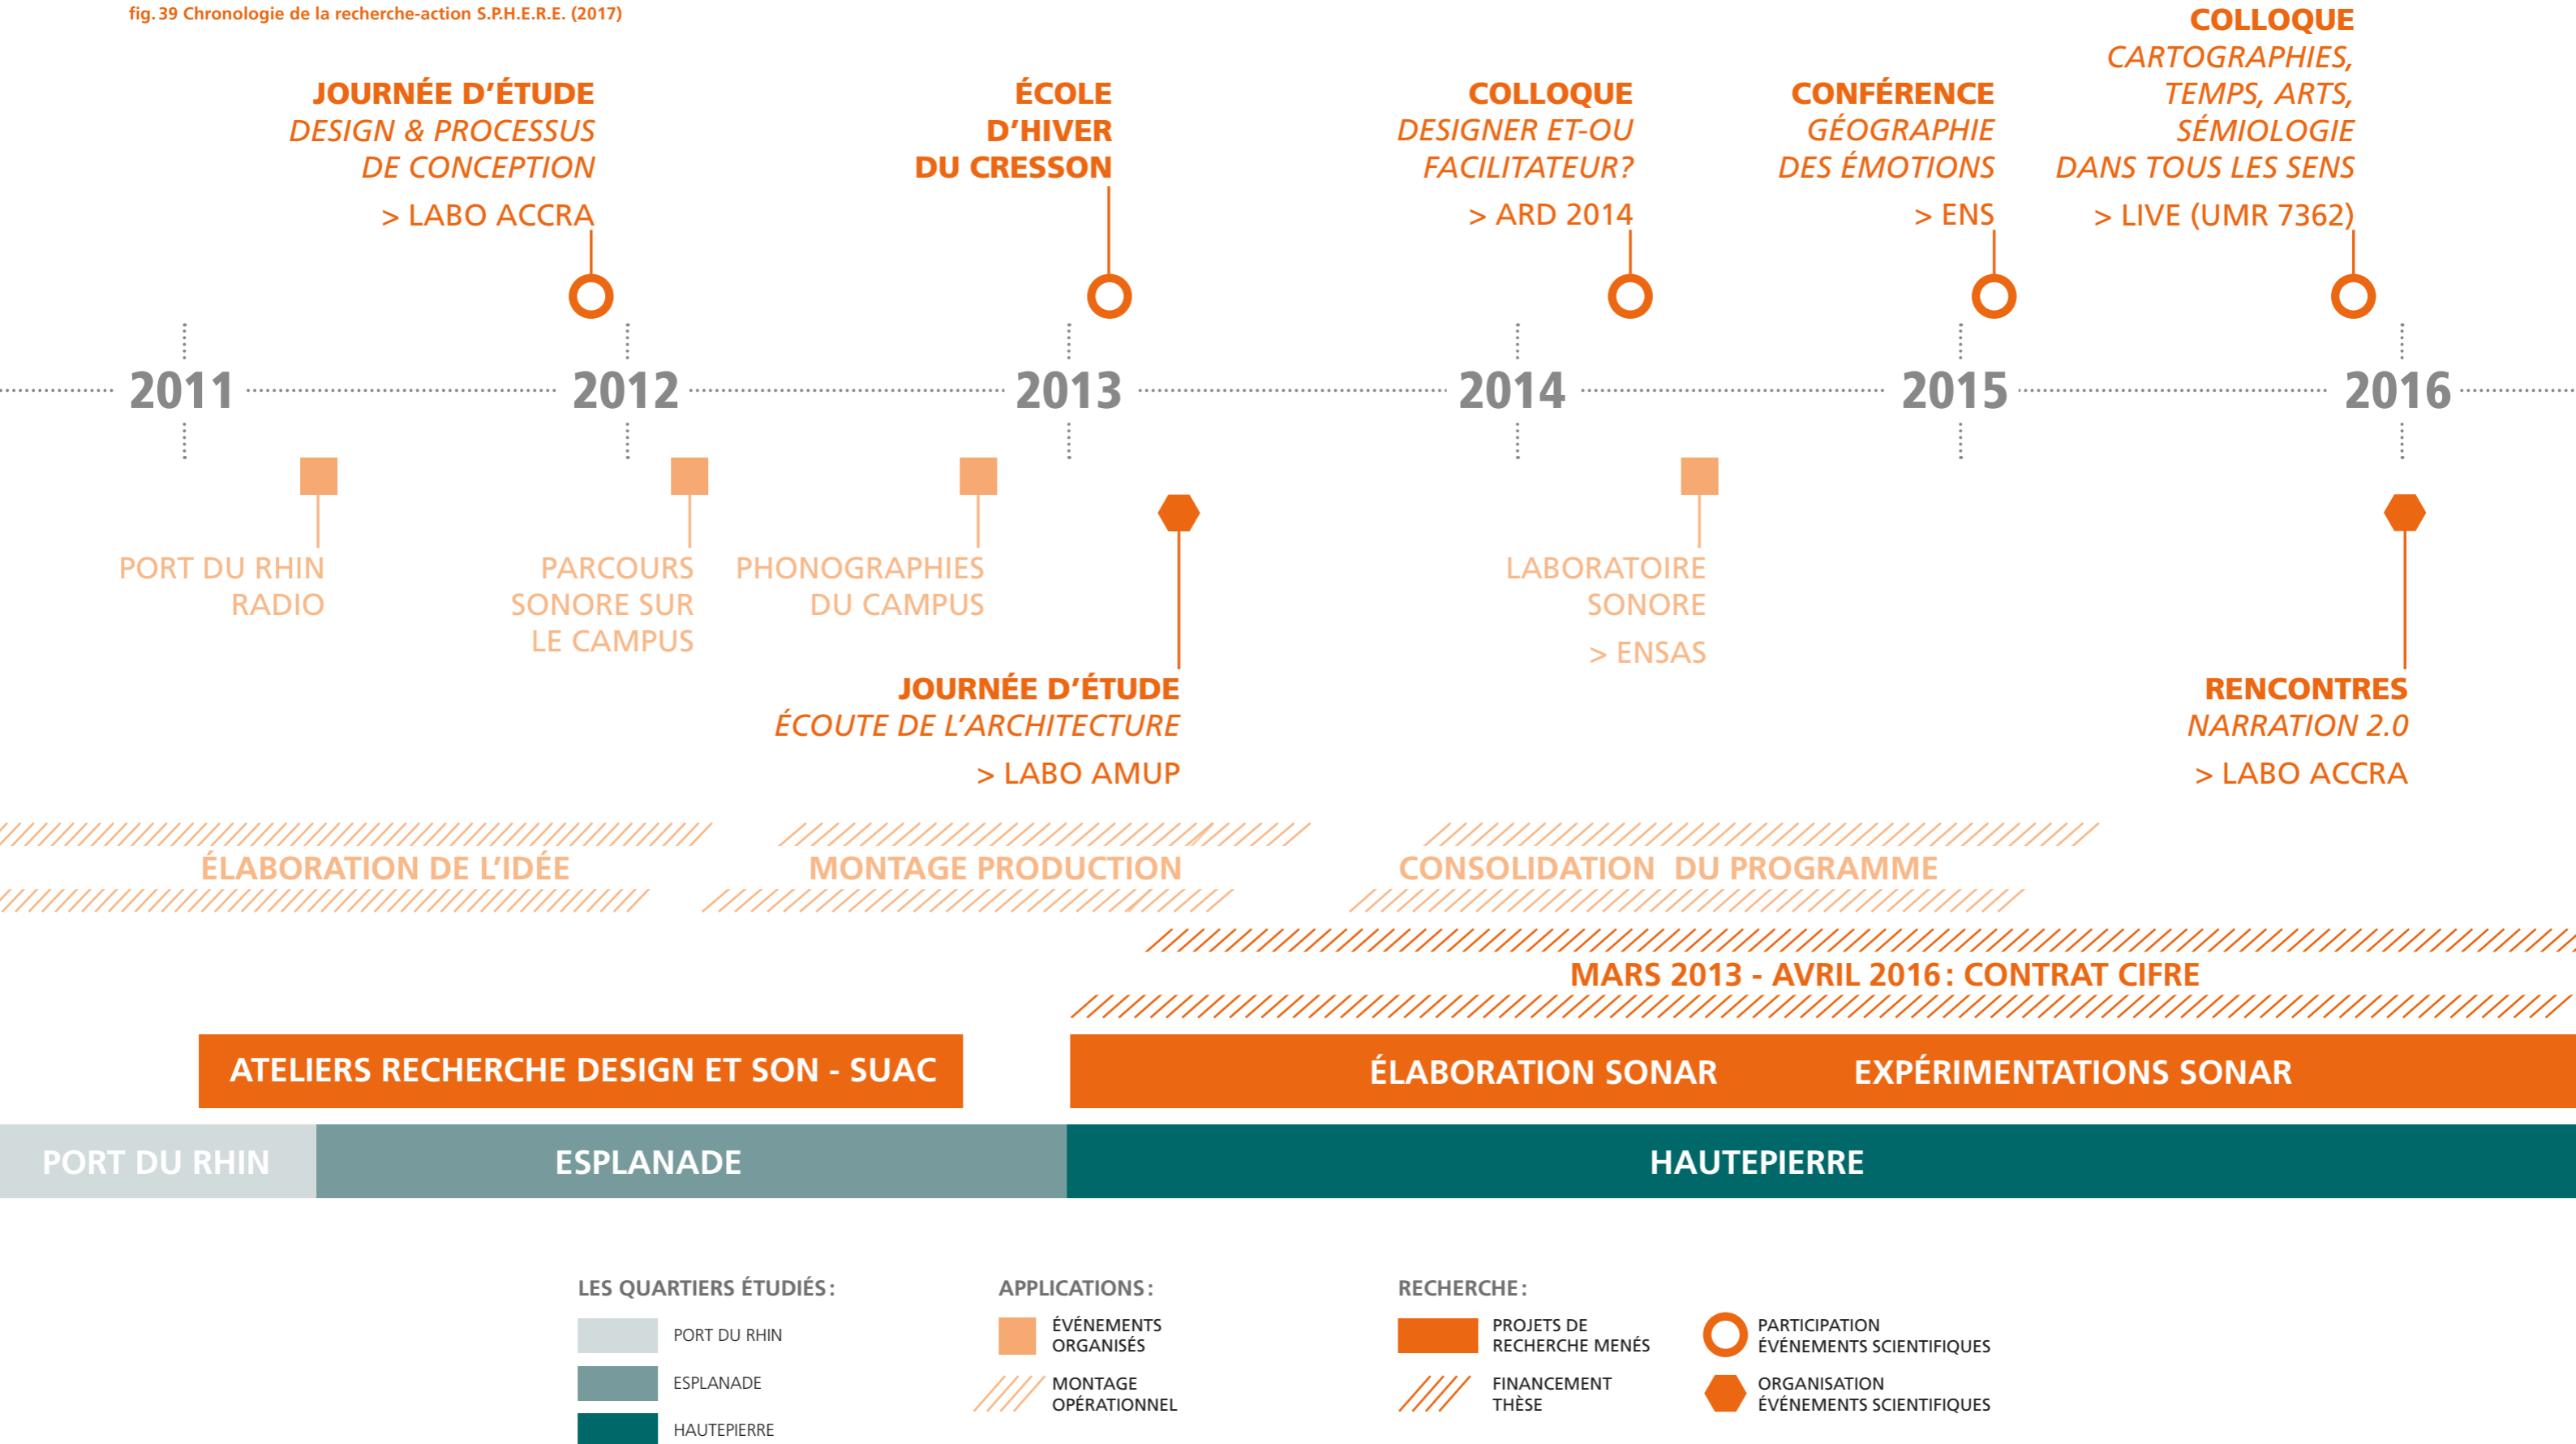 fig. 39 Chronologie de la recherche-action S.P.H.E.R.E. (2017)
JOURNÉE D'ÉTUDE
DESIGN & PROCESSUS
DE CONCEPTION
> LABO ACCRA
ÉCOLE
D'HIVER
DU CRESSON
COLLOQUE
DESIGNER ET-OU
FACILITATEUR?
> ARD 2014
CONFÉRENCE
GÉOGRAPHIE
DES ÉMOTIONS
> ENS
COLLOQUE
CARTOGRAPHIES,
TEMPS, ARTS,
SÉMIOLOGIE
DANS TOUS LES SENS
> LIVE (UMR 7362)
2011
2012
2013
2014
2015
2016
PORT DU RHIN
RADIO
PARCOURS
SONORE SUR
LE CAMPUS
PHONOGRAPHIES
DU CAMPUS
JOURNÉE D'ÉTUDE
ÉCOUTE DE L'ARCHITECTURE
> LABO AMUP
LABORATOIRE
SONORE
> ENSAS
RENCONTRES
NARRATION 2.0
> LABO ACCRA
ÉLABORATION DE L'IDÉE
MONTAGE PRODUCTION
CONSOLIDATION DU PROGRAMME
MARS 2013 - AVRIL 2016 : CONTRAT CIFRE
ATELIERS RECHERCHE DESIGN ET SON - SUAC
ÉLABORATION SONAR
EXPÉRIMENTATIONS SONAR
PORT DU RHIN
ESPLANADE
HAUTEPIERRE
LES QUARTIERS ÉTUDIÉS :
PORT DU RHIN
ESPLANADE
HAUTEPIERRE
APPLICATIONS :
ÉVÉNEMENTS
ORGANISÉS
MONTAGE
OPÉRATIONNEL
RECHERCHE :
PROJETS DE
RECHERCHE MENÉS
FINANCEMENT
THÈSE
PARTICIPATION
ÉVÉNEMENTS SCIENTIFIQUES
ORGANISATION
ÉVÉNEMENTS SCIENTIFIQUES